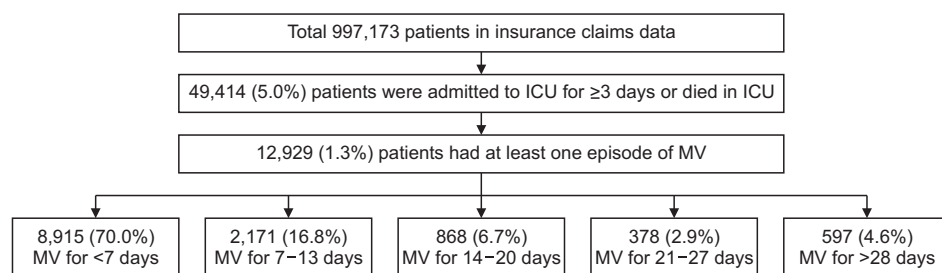 Total 997,173 patients in insurance claims data
49,414 (5.0%) patients were admitted to ICU for ≥3 days or died in ICU
12,929 (1.3%) patients had at least one episode of MV
8,915 (70.0%)
MV for <7 days
2,171 (16.8%)
MV for 7−13 days
868 (6.7%)
MV for 14−20 days
378 (2.9%)
MV for 21−27 days
597 (4.6%)
MV for >28 days